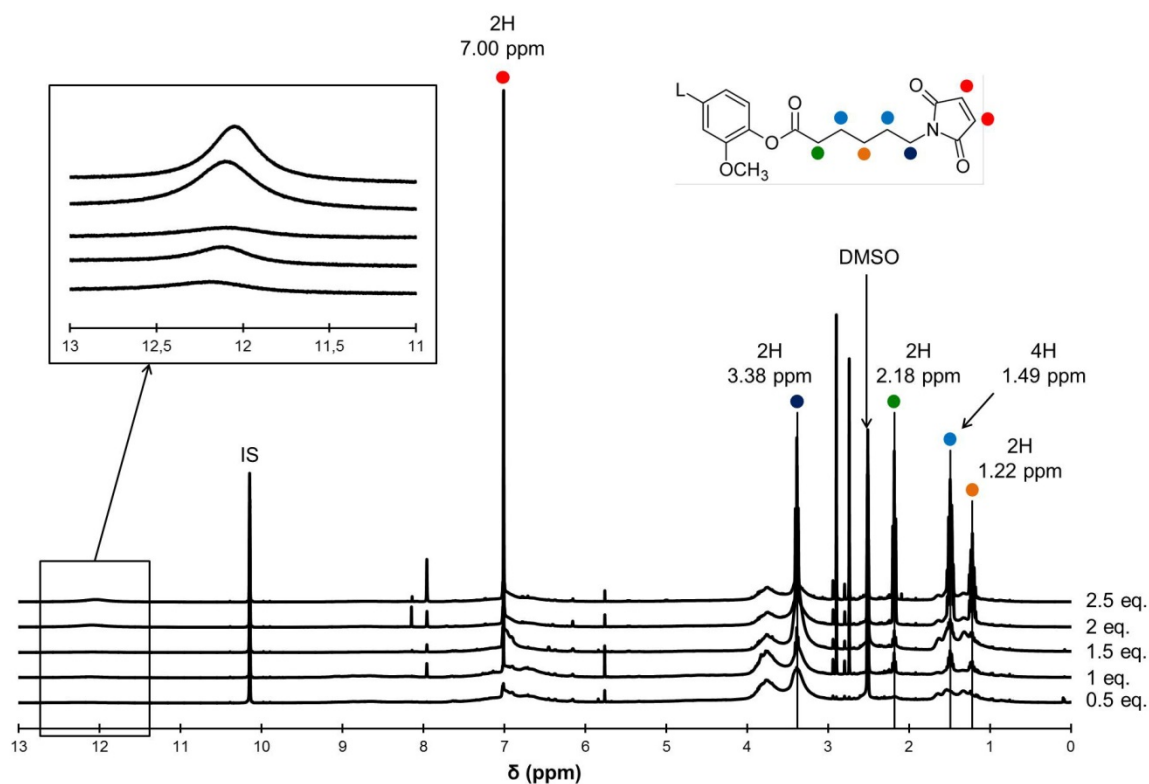 2H
7.00 ppm
L
O
O
OCH3
N
O
O
13
12,5
12
11,5
11
DMSO
2H
3.38 ppm
2H
2.18 ppm
4H
1.49 ppm
2H
1.22 ppm
IS
2.5 eq.
2 eq.
1.5 eq.
1 eq.
0.5 eq.
13
12
11
10
9
8
7
6
5
4
3
2
1
0
δ (ppm)